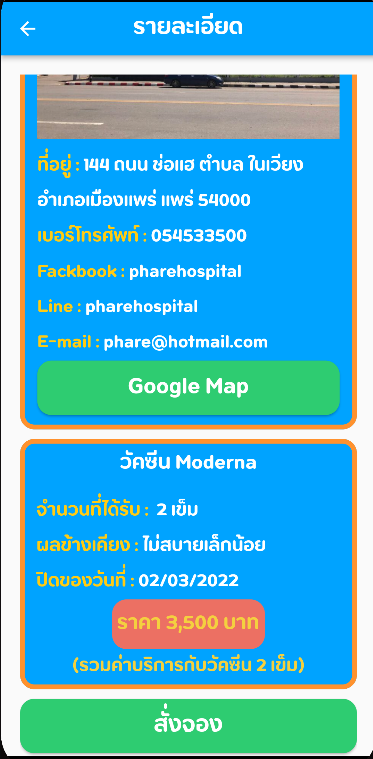 รายละเอียด
ที่อยู่ : 144 ถนน ช่อแฮ ตำบล ในเวียง
อำเภอเมืองแพร่ แพร่ 54000
เบอร์โทรศัพท์ : 054533500
Fackbook : pharehospital
Line : pharehospital
E-mail : phare@hotmail.com
Google Map
วัคซีน Moderna
จำนวนที่ได้รับ : 2 เข็ม
ผลข้างเคียง : ไม่สบายเล็กน้อย
ปิดของวันที่ : 02/03/2022
ราคา 3,500 บาท
(รวมค่าบริการกับวัคซีน 2 เข็ม)
สั่งจอง